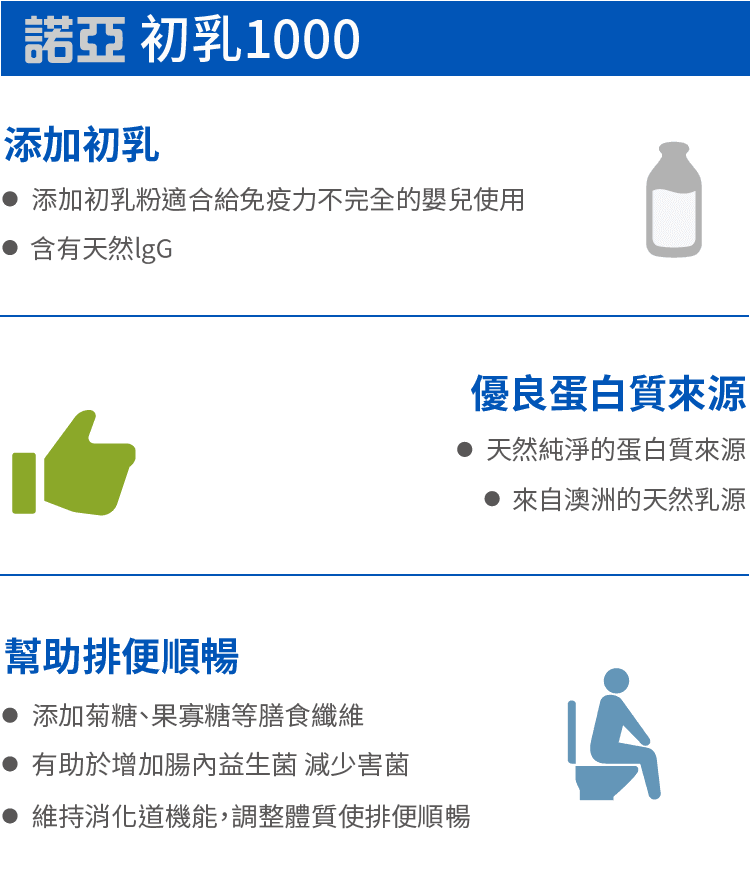 諾亞 初乳1000
添加初乳
● 添加初乳粉適合給免疫力不完全的嬰兒使用
● 含有天然lgG
優良蛋白質來源
● 天然純淨的蛋白質來源
● 來自澳洲的天然乳源
幫助排便順暢
● 添加菊糖、果寡糖等膳食纖維
● 有助於增加腸內益生菌 減少害菌
● 維持消化道機能，調整體質使排便順暢